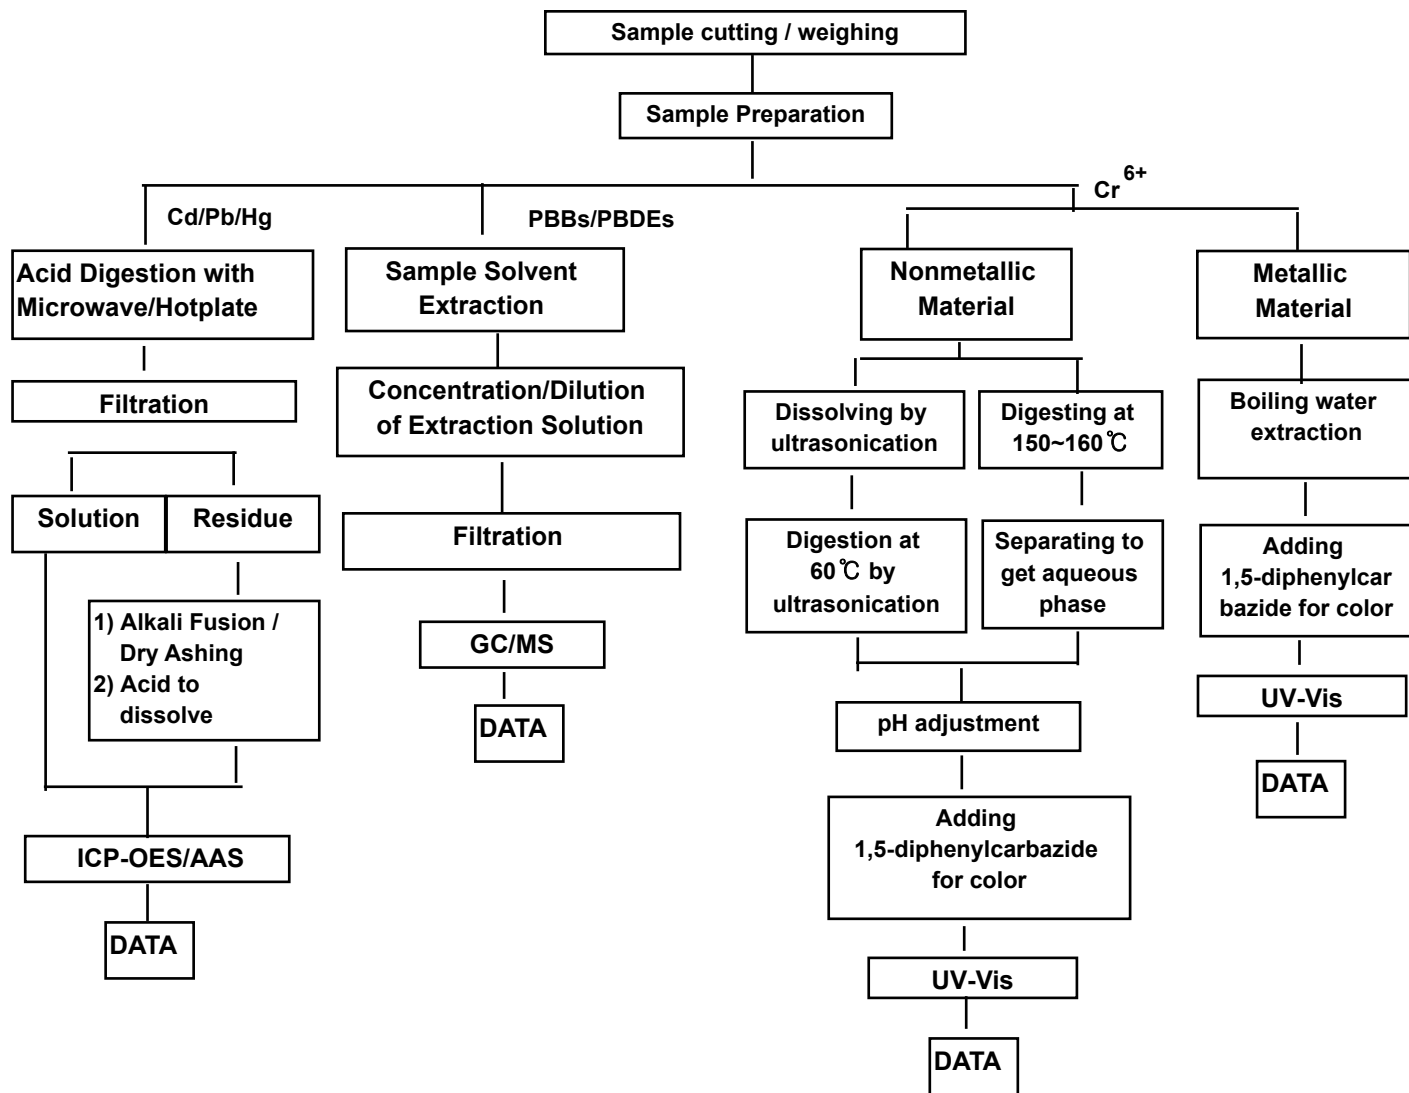 Sample cutting / weighing
Sample Preparation
Cd/Pb/Hg
PBBs/PBDEs
Cr 6+
Acid Digestion with
Microwave/Hotplate
Filtration
Solution
Residue
1) Alkali Fusion /
Dry Ashing
2) Acid to
dissolve
ICP-OES/AAS
DATA
Sample Solvent
Extraction
Concentration/Dilution
of Extraction Solution
Filtration
GC/MS
DATA
Nonmetallic
Material
Dissolving by
ultrasonication
Digestion at
60℃ by
ultrasonication
Digesting at
150~160℃
Separating to
get aqueous
phase
pH adjustment
Adding
1,5-diphenylcarbazide
for color
UV-Vis
DATA
Metallic
Material
Boiling water
extraction
Adding
1,5-diphenylcar
bazide for color
UV-Vis
DATA